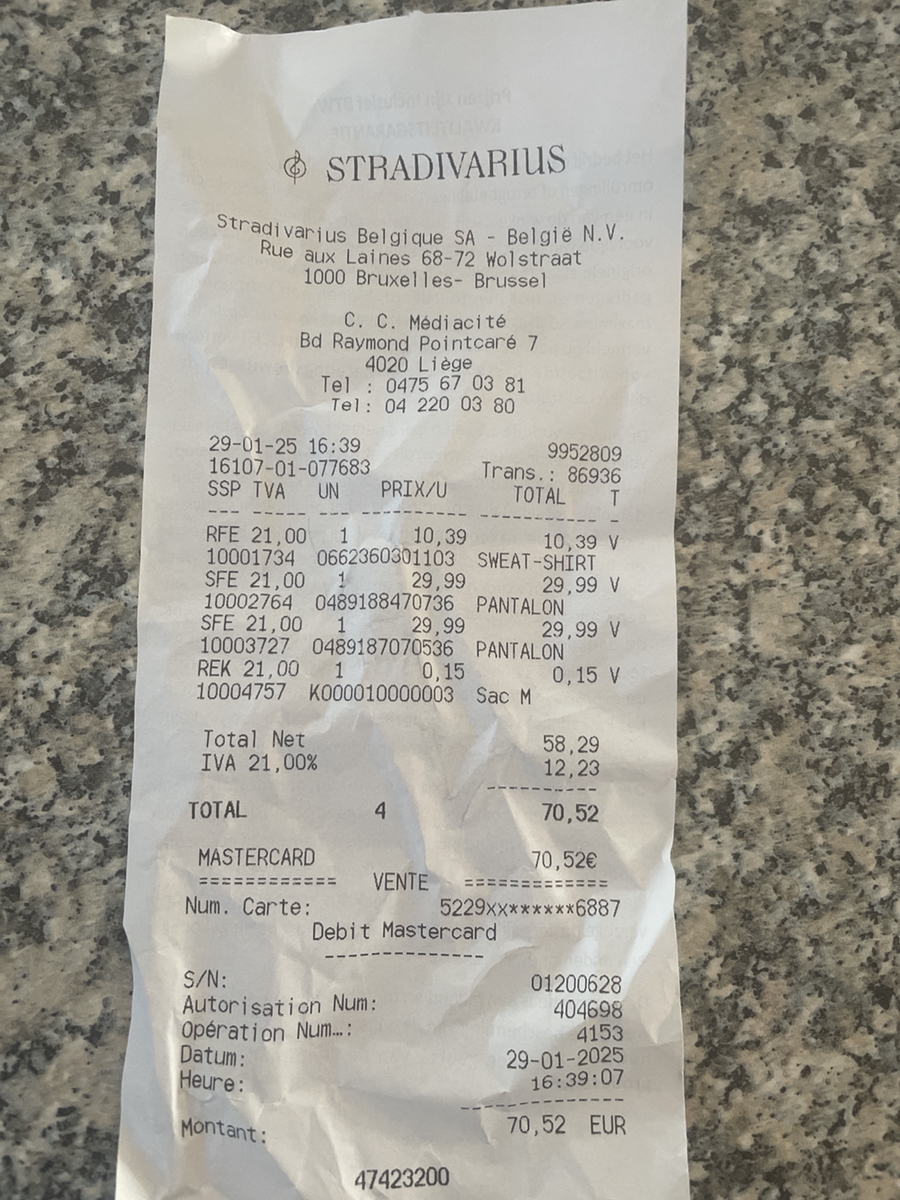 STRADIVARIUS
Stradivarius Belgique SA - België N.V.
Rue aux Laines 68-72 Wolstraat
1000 Bruxelles- Brussel
C. C. Médiacité
Bd Raymond Pointcaré 7
4020 Liège
Tel : 0475 67 03 81
Tel: 04 220 03 80
29-01-25 16:39 9952809
16107-01-077683 Trans.: 86936
SSP TVA UN PRIX/U TOTAL T
--- ----- --- ---------- ----------- -
RFE 21,00 1 10,39 10,39 V
10001734 0662360301103 SWEAT-SHIRT
SFE 21,00 1 29,99 29,99 V
10002764 0489188470736 PANTALON
SFE 21,00 1 29,99 29,99 V
10003727 0489187070536 PANTALON
REK 21,00 1 0,15 0,15 V
10004757 K000010000003 Sac M
Total Net 58,29
IVA 21,00% 12,23
----------
TOTAL 4 70,52
MASTERCARD 70,52€
============ VENTE =============
Num. Carte: 5229xx******6887
Debit Mastercard
--------------
S/N: 01200628
Autorisation Num: 404698
Opération Num…: 4153
Datum: 29-01-2025
Heure: 16:39:07
--------------
Montant: 70,52 EUR
47423200